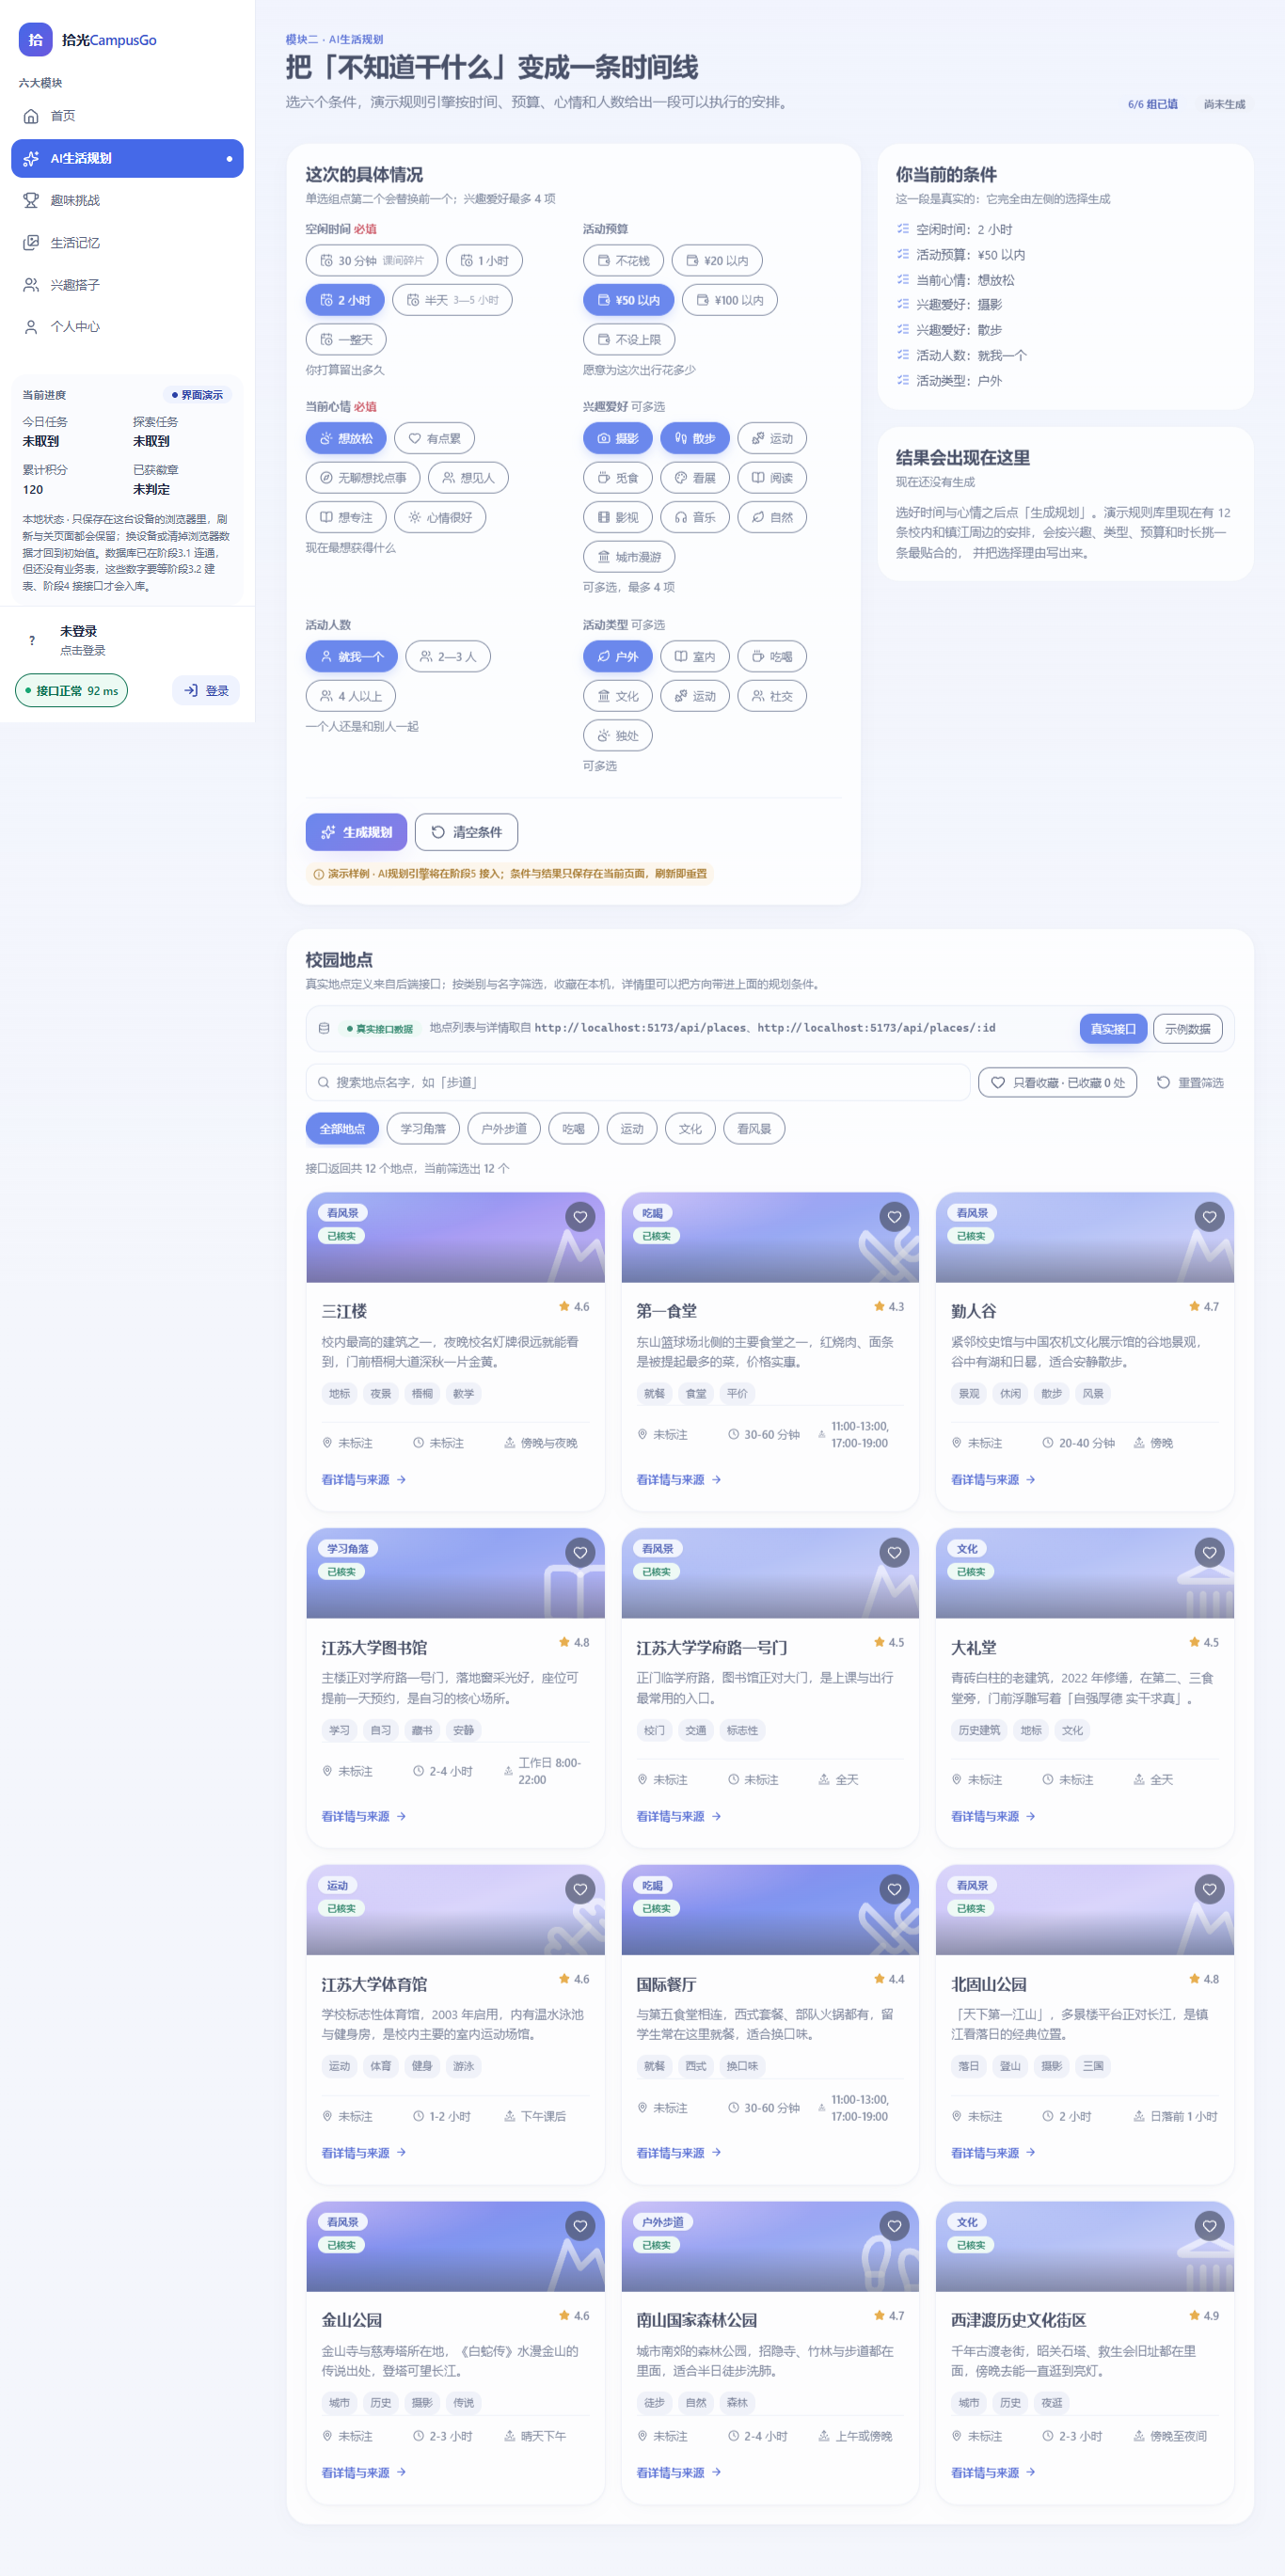 拾 拾光CampusGo
六大模块
首页
AI生活规划
趣味挑战
生活记忆
兴趣搭子
个人中心
当前进度 界面演示
今日任务 探索任务
未取到 未取到
累计积分 已获徽章
120 未判定
本地状态 · 只保存在这台设备的浏览器里，刷
新与关页面都会保留；换设备或清掉浏览器数
据才回到初始值。数据库已在阶段3.1 连通，
但还没有业务表，这些数字要等阶段3.2 建
表、阶段4 接接口才会入库。
? 未登录
点击登录
接口正常 92 ms 登录
模块二 · AI生活规划
把「不知道干什么」变成一条时间线
选六个条件，演示规则引擎按时间、预算、心情和人数给出一段可以执行的安排。
6/6 组已填 尚未生成
这次的具体情况
单选组点第二个会替换前一个；兴趣爱好最多 4 项
空闲时间 必填
30 分钟 课间碎片 1 小时
2 小时 半天 3—5 小时
一整天
你打算留出多久
活动预算
不花钱 ¥20 以内
¥50 以内 ¥100 以内
不设上限
愿意为这次出行花多少
当前心情 必填
想放松 有点累
无聊想找点事 想见人
想专注 心情很好
现在最想获得什么
兴趣爱好 可多选
摄影 散步 运动
觅食 看展 阅读
影视 音乐 自然
城市漫游
可多选，最多 4 项
活动人数
就我一个 2—3 人
4 人以上
一个人还是和别人一起
活动类型 可多选
户外 室内 吃喝
文化 运动 社交
独处
可多选
生成规划 清空条件
演示样例 · AI规划引擎将在阶段5 接入；条件与结果只保存在当前页面，刷新即重置
你当前的条件
这一段是真实的：它完全由左侧的选择生成
空闲时间：2 小时
活动预算：¥50 以内
当前心情：想放松
兴趣爱好：摄影
兴趣爱好：散步
活动人数：就我一个
活动类型：户外
结果会出现在这里
现在还没有生成
选好时间与心情之后点「生成规划」。演示规则库里现在有 12
条校内和镇江周边的安排，会按兴趣、类型、预算和时长挑一
条最贴合的， 并把选择理由写出来。
校园地点
真实地点定义来自后端接口；按类别与名字筛选，收藏在本机，详情里可以把方向带进上面的规划条件。
真实接口数据 地点列表与详情取自 http://localhost:5173/api/places、http://localhost:5173/api/places/:id 真实接口 示例数据
搜索地点名字，如「步道」 只看收藏 · 已收藏 0 处 重置筛选
全部地点 学习角落 户外步道 吃喝 运动 文化 看风景
接口返回共 12 个地点，当前筛选出 12 个
看风景
已核实
三江楼 4.6
校内最高的建筑之一，夜晚校名灯牌很远就能看
到，门前梧桐大道深秋一片金黄。
地标 夜景 梧桐 教学
未标注 未标注 傍晚与夜晚
看详情与来源
吃喝
已核实
第一食堂 4.3
东山篮球场北侧的主要食堂之一，红烧肉、面条
是被提起最多的菜，价格实惠。
就餐 食堂 平价
未标注 30-60 分钟 11:00-13:00,
17:00-19:00
看详情与来源
看风景
已核实
勤人谷 4.7
紧邻校史馆与中国农机文化展示馆的谷地景观，
谷中有湖和日晷，适合安静散步。
景观 休闲 散步 风景
未标注 20-40 分钟 傍晚
看详情与来源
学习角落
已核实
江苏大学图书馆 4.8
主楼正对学府路一号门，落地窗采光好，座位可
提前一天预约，是自习的核心场所。
学习 自习 藏书 安静
未标注 2-4 小时 工作日 8:00-
22:00
看详情与来源
看风景
已核实
江苏大学学府路一号门 4.5
正门临学府路，图书馆正对大门，是上课与出行
最常用的入口。
校门 交通 标志性
未标注 未标注 全天
看详情与来源
文化
已核实
大礼堂 4.5
青砖白柱的老建筑，2022 年修缮，在第二、三食
堂旁，门前浮雕写着「自强厚德 实干求真」。
历史建筑 地标 文化
未标注 未标注 全天
看详情与来源
运动
已核实
江苏大学体育馆 4.6
学校标志性体育馆，2003 年启用，内有温水泳池
与健身房，是校内主要的室内运动场馆。
运动 体育 健身 游泳
未标注 1-2 小时 下午课后
看详情与来源
吃喝
已核实
国际餐厅 4.4
与第五食堂相连，西式套餐、部队火锅都有，留
学生常在这里就餐，适合换口味。
就餐 西式 换口味
未标注 30-60 分钟 11:00-13:00,
17:00-19:00
看详情与来源
看风景
已核实
北固山公园 4.8
「天下第一江山」，多景楼平台正对长江，是镇
江看落日的经典位置。
落日 登山 摄影 三国
未标注 2 小时 日落前 1 小时
看详情与来源
看风景
已核实
金山公园 4.6
金山寺与慈寿塔所在地，《白蛇传》水漫金山的
传说出处，登塔可望长江。
城市 历史 摄影 传说
未标注 2-3 小时 晴天下午
看详情与来源
户外步道
已核实
南山国家森林公园 4.7
城市南郊的森林公园，招隐寺、竹林与步道都在
里面，适合半日徒步洗肺。
徒步 自然 森林
未标注 2-4 小时 上午或傍晚
看详情与来源
文化
已核实
西津渡历史文化街区 4.9
千年古渡老街，昭关石塔、救生会旧址都在里
面，傍晚去能一直逛到亮灯。
城市 历史 夜逛
未标注 2-3 小时 傍晚至夜间
看详情与来源